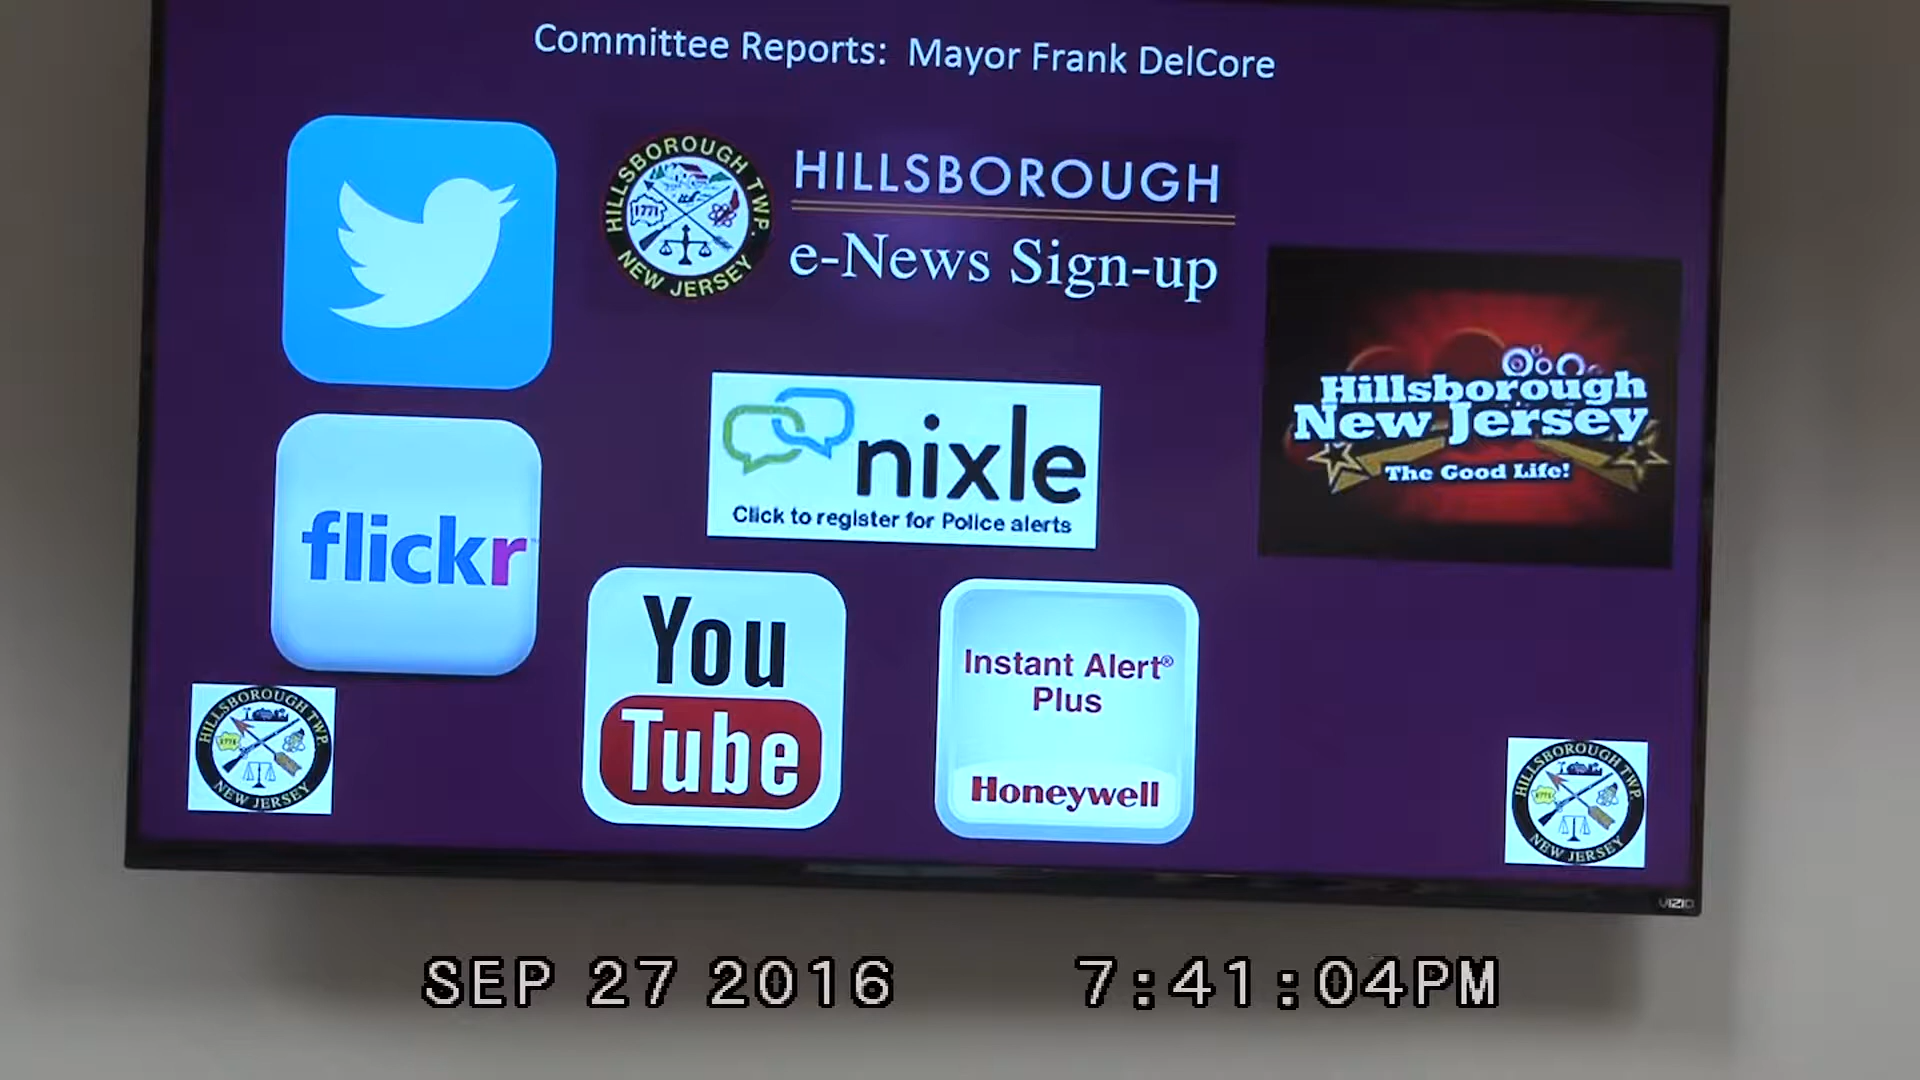 Committee Reports: Mayor Frank DelCore
HILLSBOROUGH TWP.
NEW JERSEY
1771
HILLSBOROUGH
e-News Sign-up
nixle
Click to register for Police alerts
Hillsborough
New Jersey
The Good Life!
flickr
You
Tube
Instant Alert®
Plus
Honeywell
HILLSBOROUGH TWP.
NEW JERSEY
HILLSBOROUGH TWP.
NEW JERSEY
VIZIO
SEP 27 2016 7:41:04PM